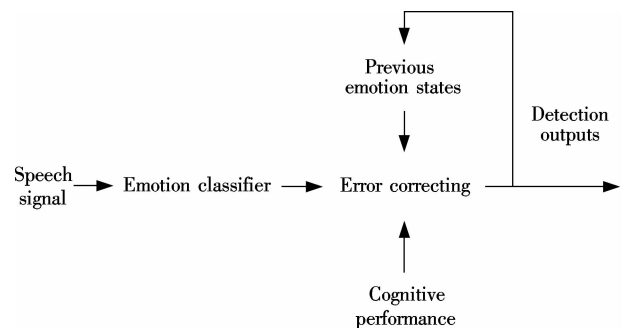 Previous
emotion states
Detection
outputs
Speech
signal
Emotion classifier
Error correcting
Cognitive
performance